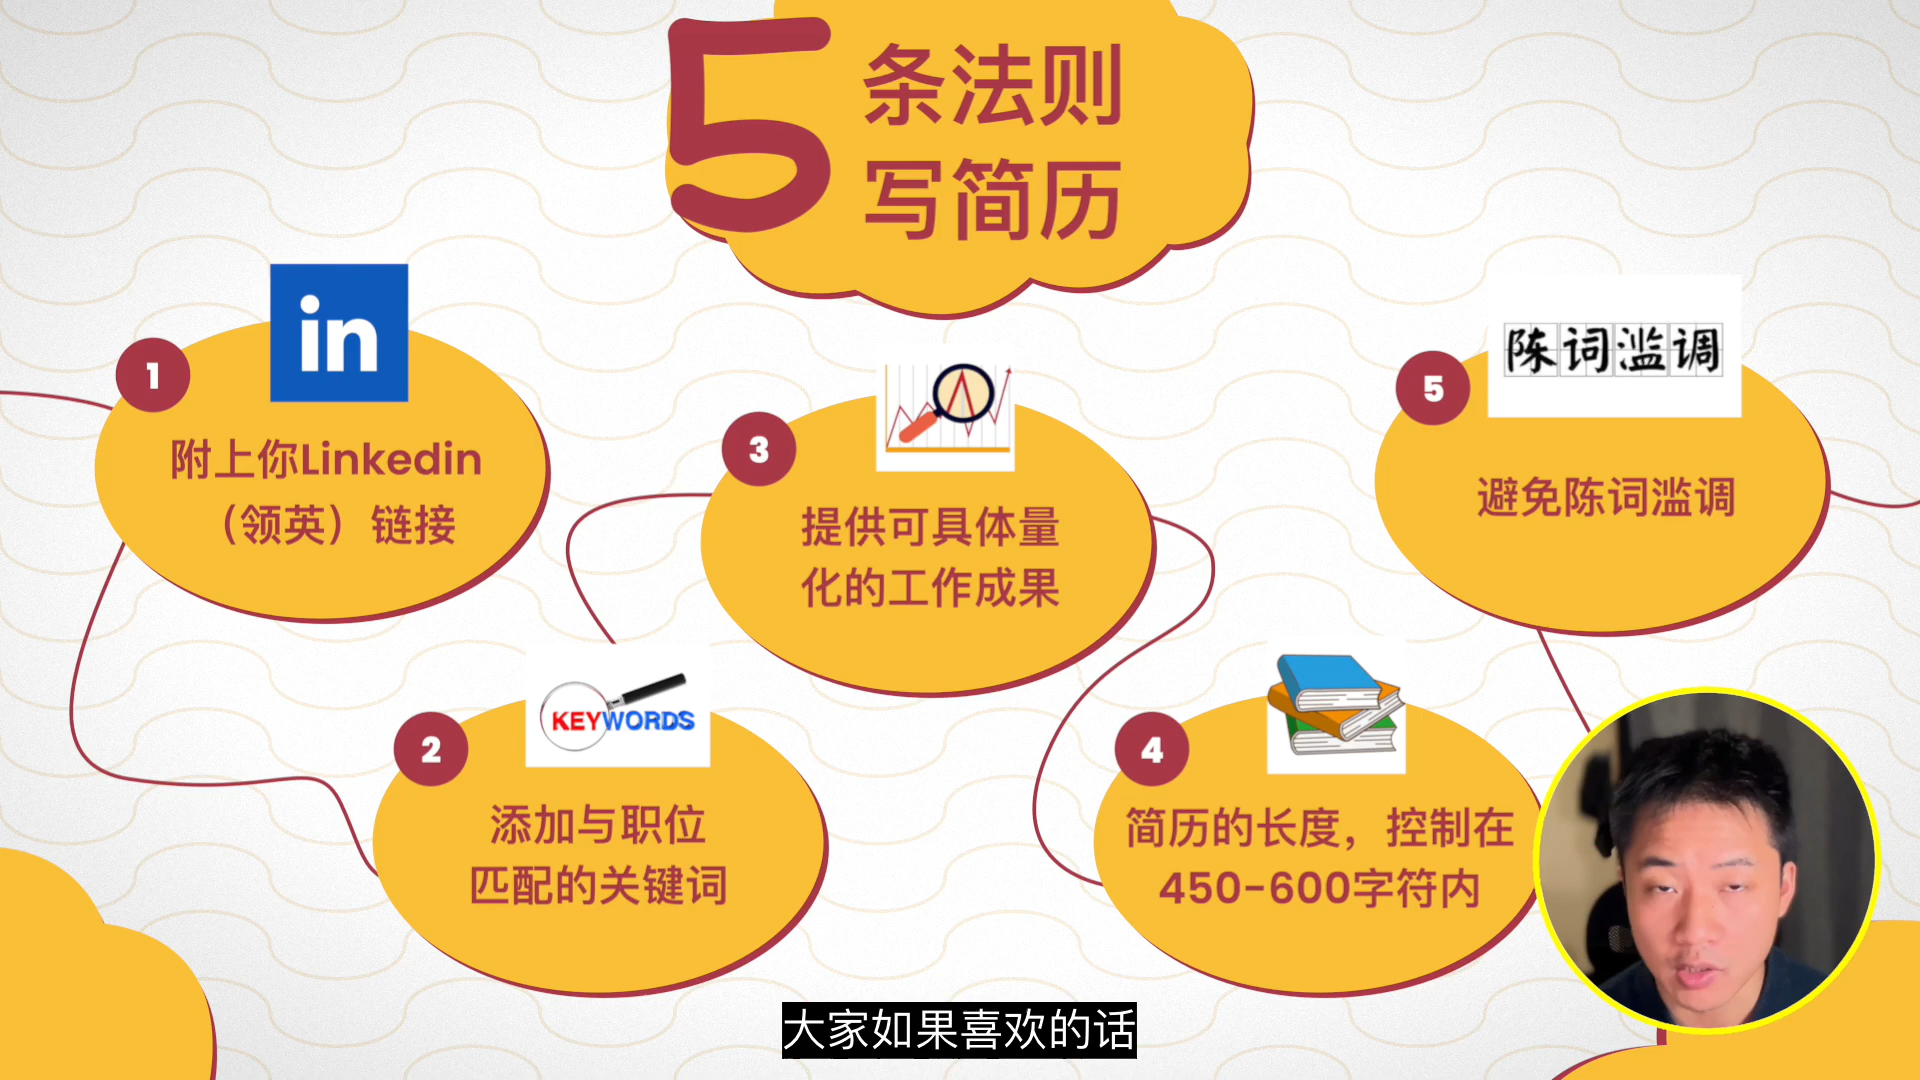 5
条法则
写简历
1
in
附上你Linkedin
（领英）链接
2
KEYWORDS
添加与职位
匹配的关键词
3
提供可具体量
化的工作成果
4
简历的长度，控制在
450-600字符内
5
陈词滥调
避免陈词滥调
大家如果喜欢的话